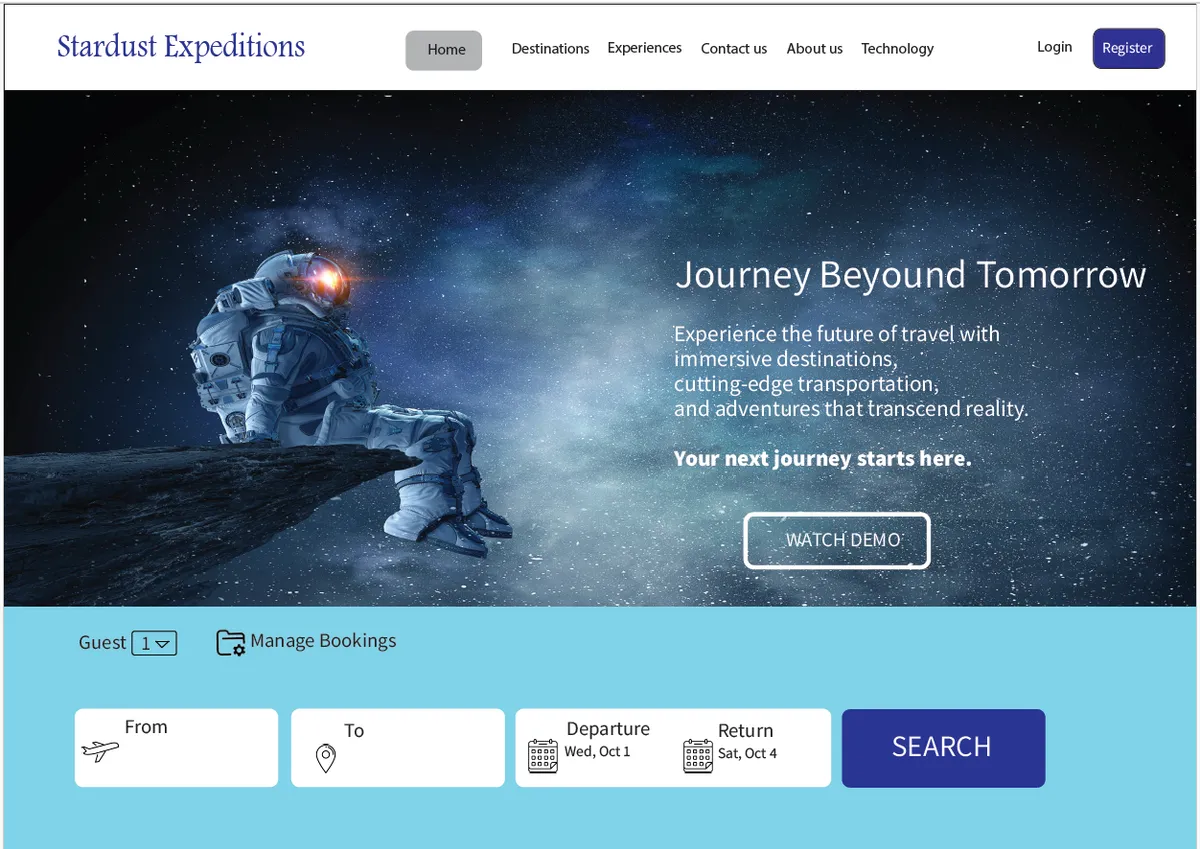 Stardust Expeditions
Home
Destinations
Experiences
Contact us
About us
Technology
Login
Register
Journey Beyound Tomorrow
Experience the future of travel with
immersive destinations,
cutting-edge transportation,
and adventures that transcend reality.
Your next journey starts here.
WATCH DEMO
Guest 1
Manage Bookings
From
To
Departure
Wed, Oct 1
Return
Sat, Oct 4
SEARCH